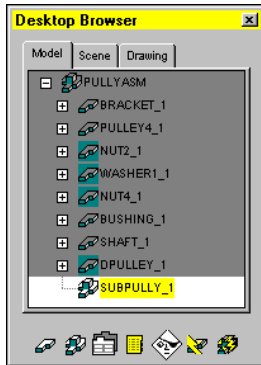 Desktop Browser
Model Scene Drawing
PULLYASM
BRACKET_1
PULLEY4_1
NUT2_1
WASHER1_1
NUT4_1
BUSHING_1
SHAFT_1
DPULLEY_1
SUBPULLY_1